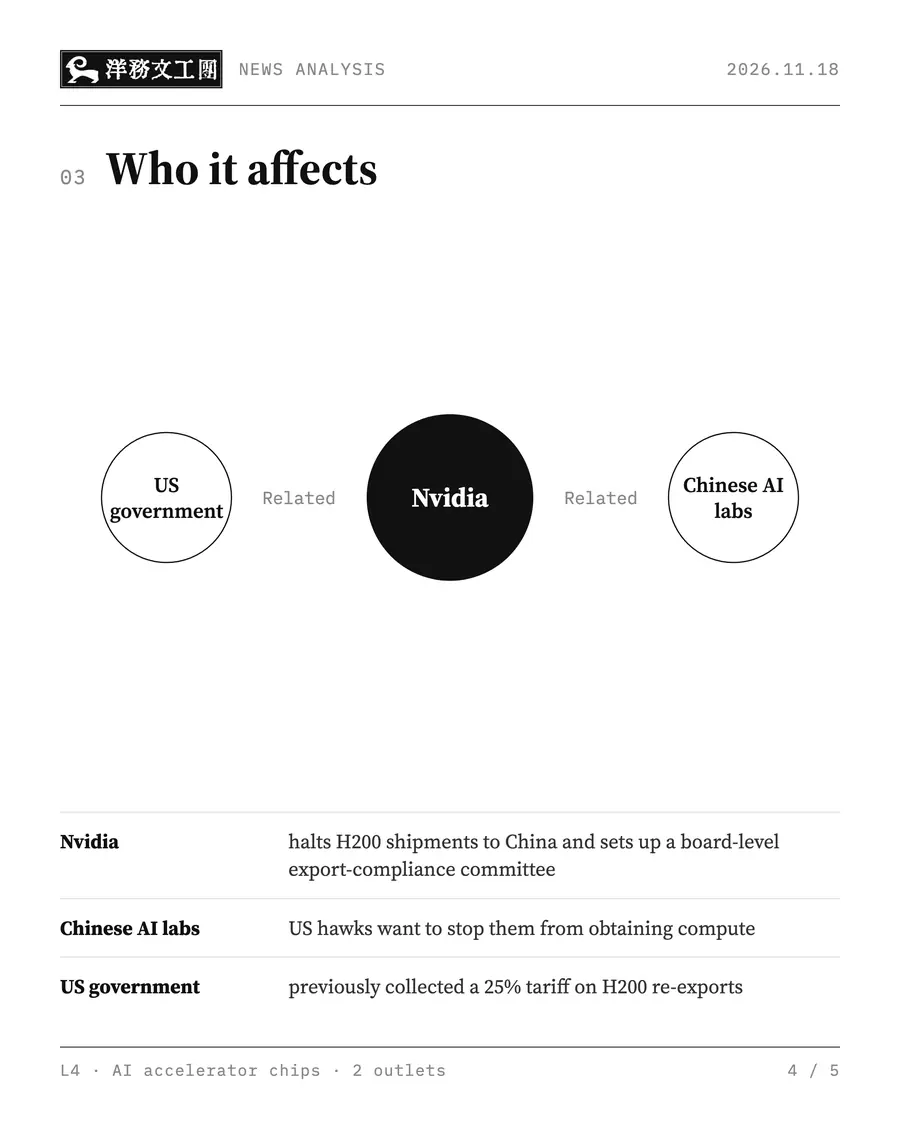 洋務文工團 NEWS ANALYSIS 2026.11.18
03 Who it affects
US
government
Related
Nvidia
Related
Chinese AI
labs
Nvidia halts H200 shipments to China and sets up a board-level
export-compliance committee
Chinese AI labs US hawks want to stop them from obtaining compute
US government previously collected a 25% tariff on H200 re-exports
L4 · AI accelerator chips · 2 outlets 4 / 5